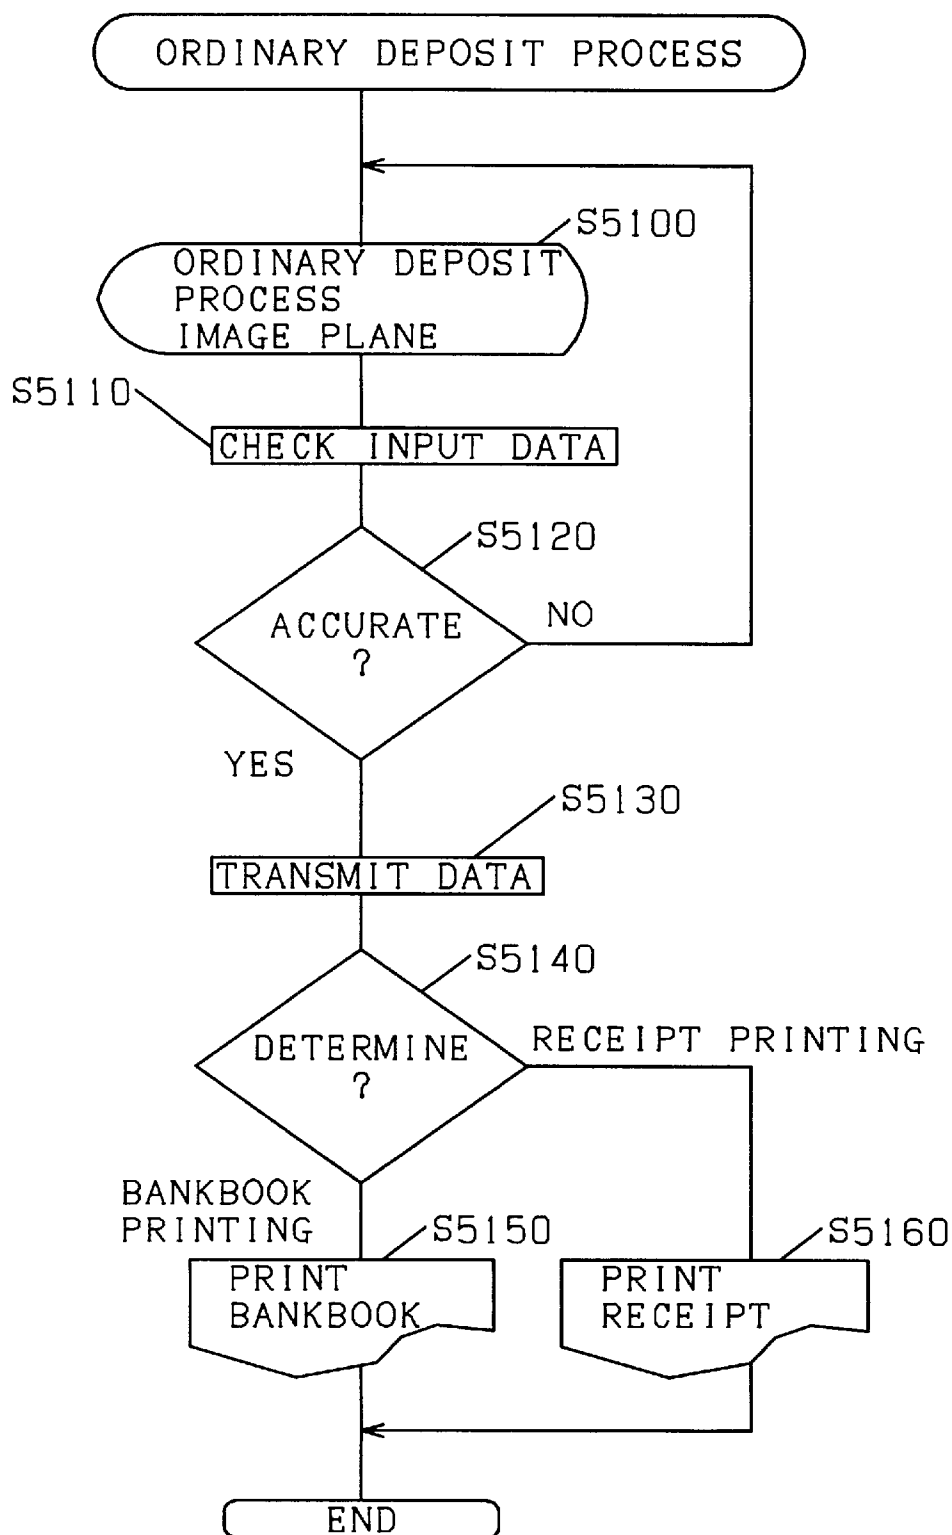 ORDINARY DEPOSIT PROCESS
S5100
ORDINARY DEPOSIT
PROCESS
IMAGE PLANE
S5110
CHECK INPUT DATA
S5120
ACCURATE
?
NO
YES
S5130
TRANSMIT DATA
S5140
DETERMINE
?
RECEIPT PRINTING
BANKBOOK
PRINTING
S5150
PRINT
BANKBOOK
S5160
PRINT
RECEIPT
END